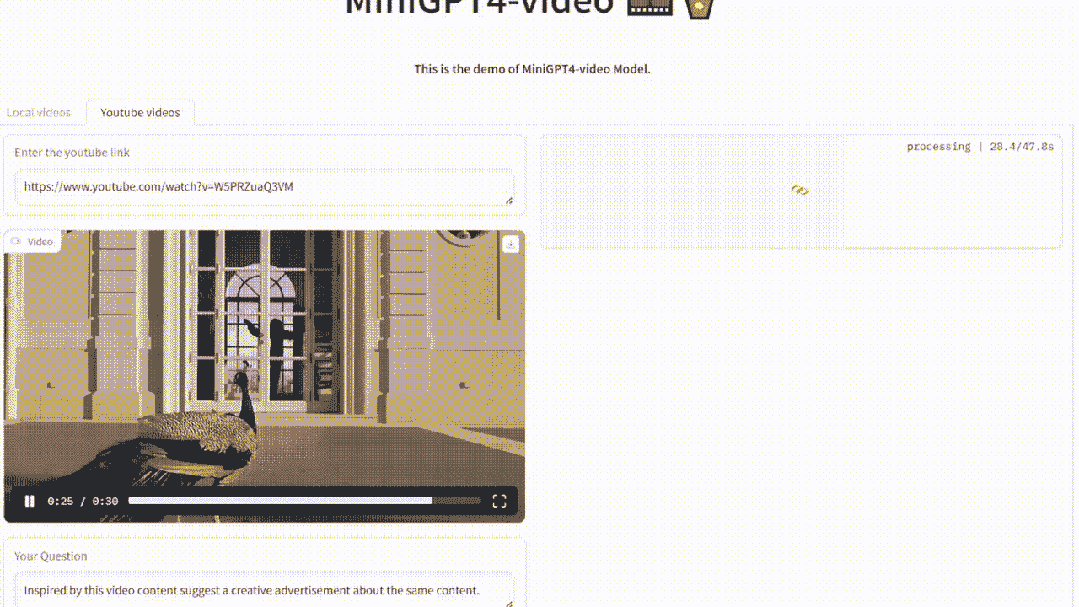 MiniGPT4-video
This is the demo of MiniGPT4-video Model.
Local videos
Youtube videos
Enter the youtube link
https://www.youtube.com/watch?v=W5PRZuaQ3VM
processing | 28.4/47.8s
Video
0:25 / 0:30
Your Question
Inspired by this video content suggest a creative advertisement about the same content.